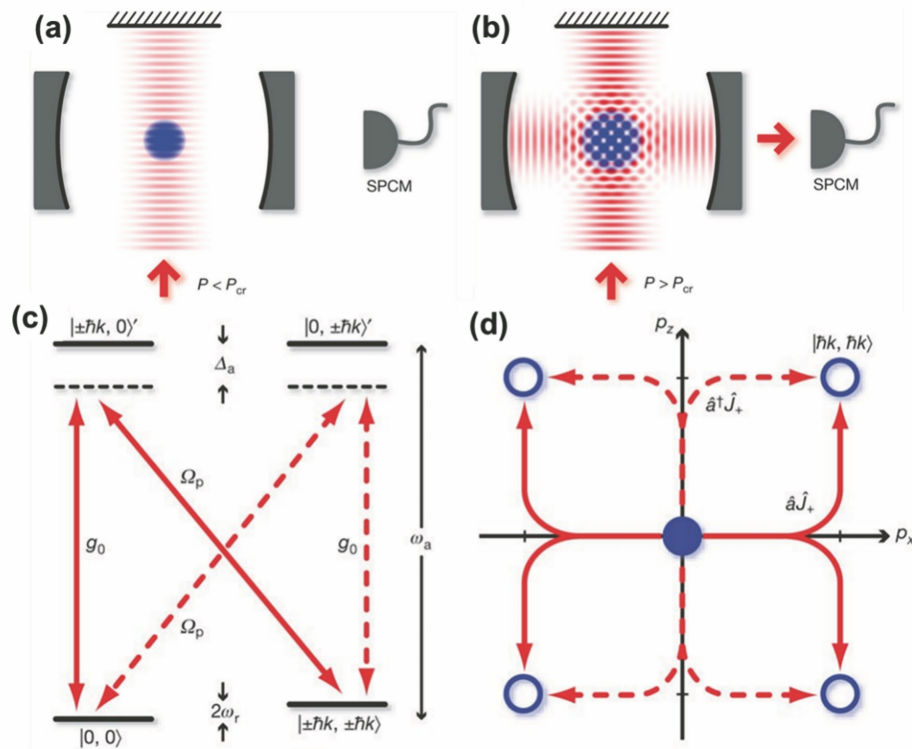 (a)
SPCM
P < P_cr
(b)
SPCM
P > P_cr
(c)
|±ħk, 0⟩′
|0, ±ħk⟩′
Δ_a
Ω_p
g_0
g_0
ω_a
Ω_p
2ω_r
|0, 0⟩
|±ħk, ±ħk⟩
(d)
p_z
|ħk, ħk⟩
â†Ĵ_+
âĴ_+
p_x